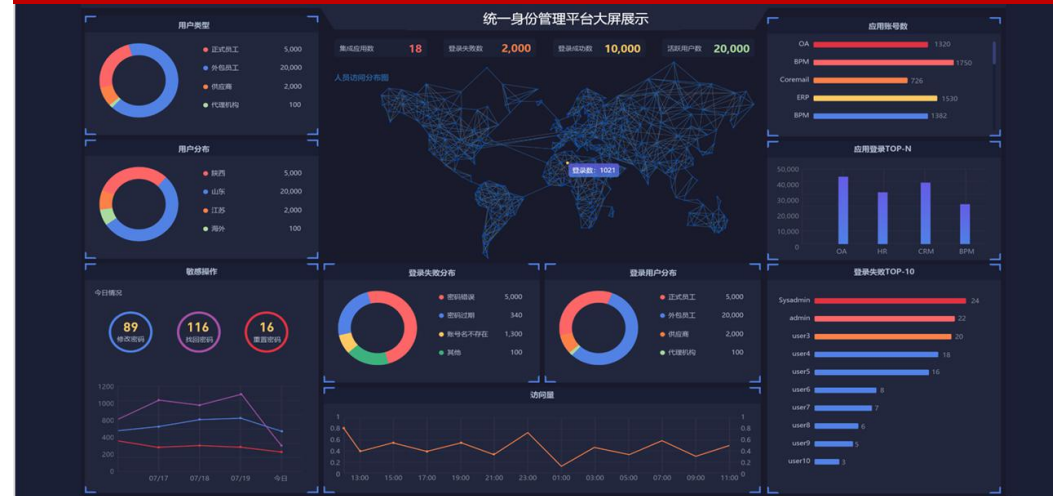 统一身份管理平台大屏展示
用户类型
正式员工 5,000
外包员工 20,000
供应商 2,000
代理机构 100
用户分布
陕西 5,000
山东 20,000
江苏 2,000
海外 100
敏感操作
今日情况
89 修改密码
116 找回密码
16 重置密码
1200
1000
800
600
400
200
0
07/17 07/18 07/19 今日
集成应用数 18
登录失败数 2,000
登录成功数 10,000
活跃用户数 20,000
人员访问分布图
登录数: 1021
登录失败分布
密码错误 5,000
密码过期 340
账号名不存在 1,300
其他 100
登录用户分布
正式员工 5,000
外包员工 20,000
供应商 2,000
代理机构 100
访问量
1 1
0.8 0.8
0.6 0.6
0.4 0.4
0.2 0.2
0 0
13:00 15:00 17:00 19:00 21:00 23:00 01:00 03:00 05:00 07:00 09:00 11:00
应用账号数
OA 1320
BPM 1750
Coremail 726
ERP 1530
BPM 1382
应用登录TOP-N
50,000
40,000
30,000
20,000
10,000
0
OA HR CRM BPM
登录失败TOP-10
Sysadmin 24
admin 22
user3 20
user4 18
user5 16
user6 8
user7 7
user8 6
user9 5
user10 3